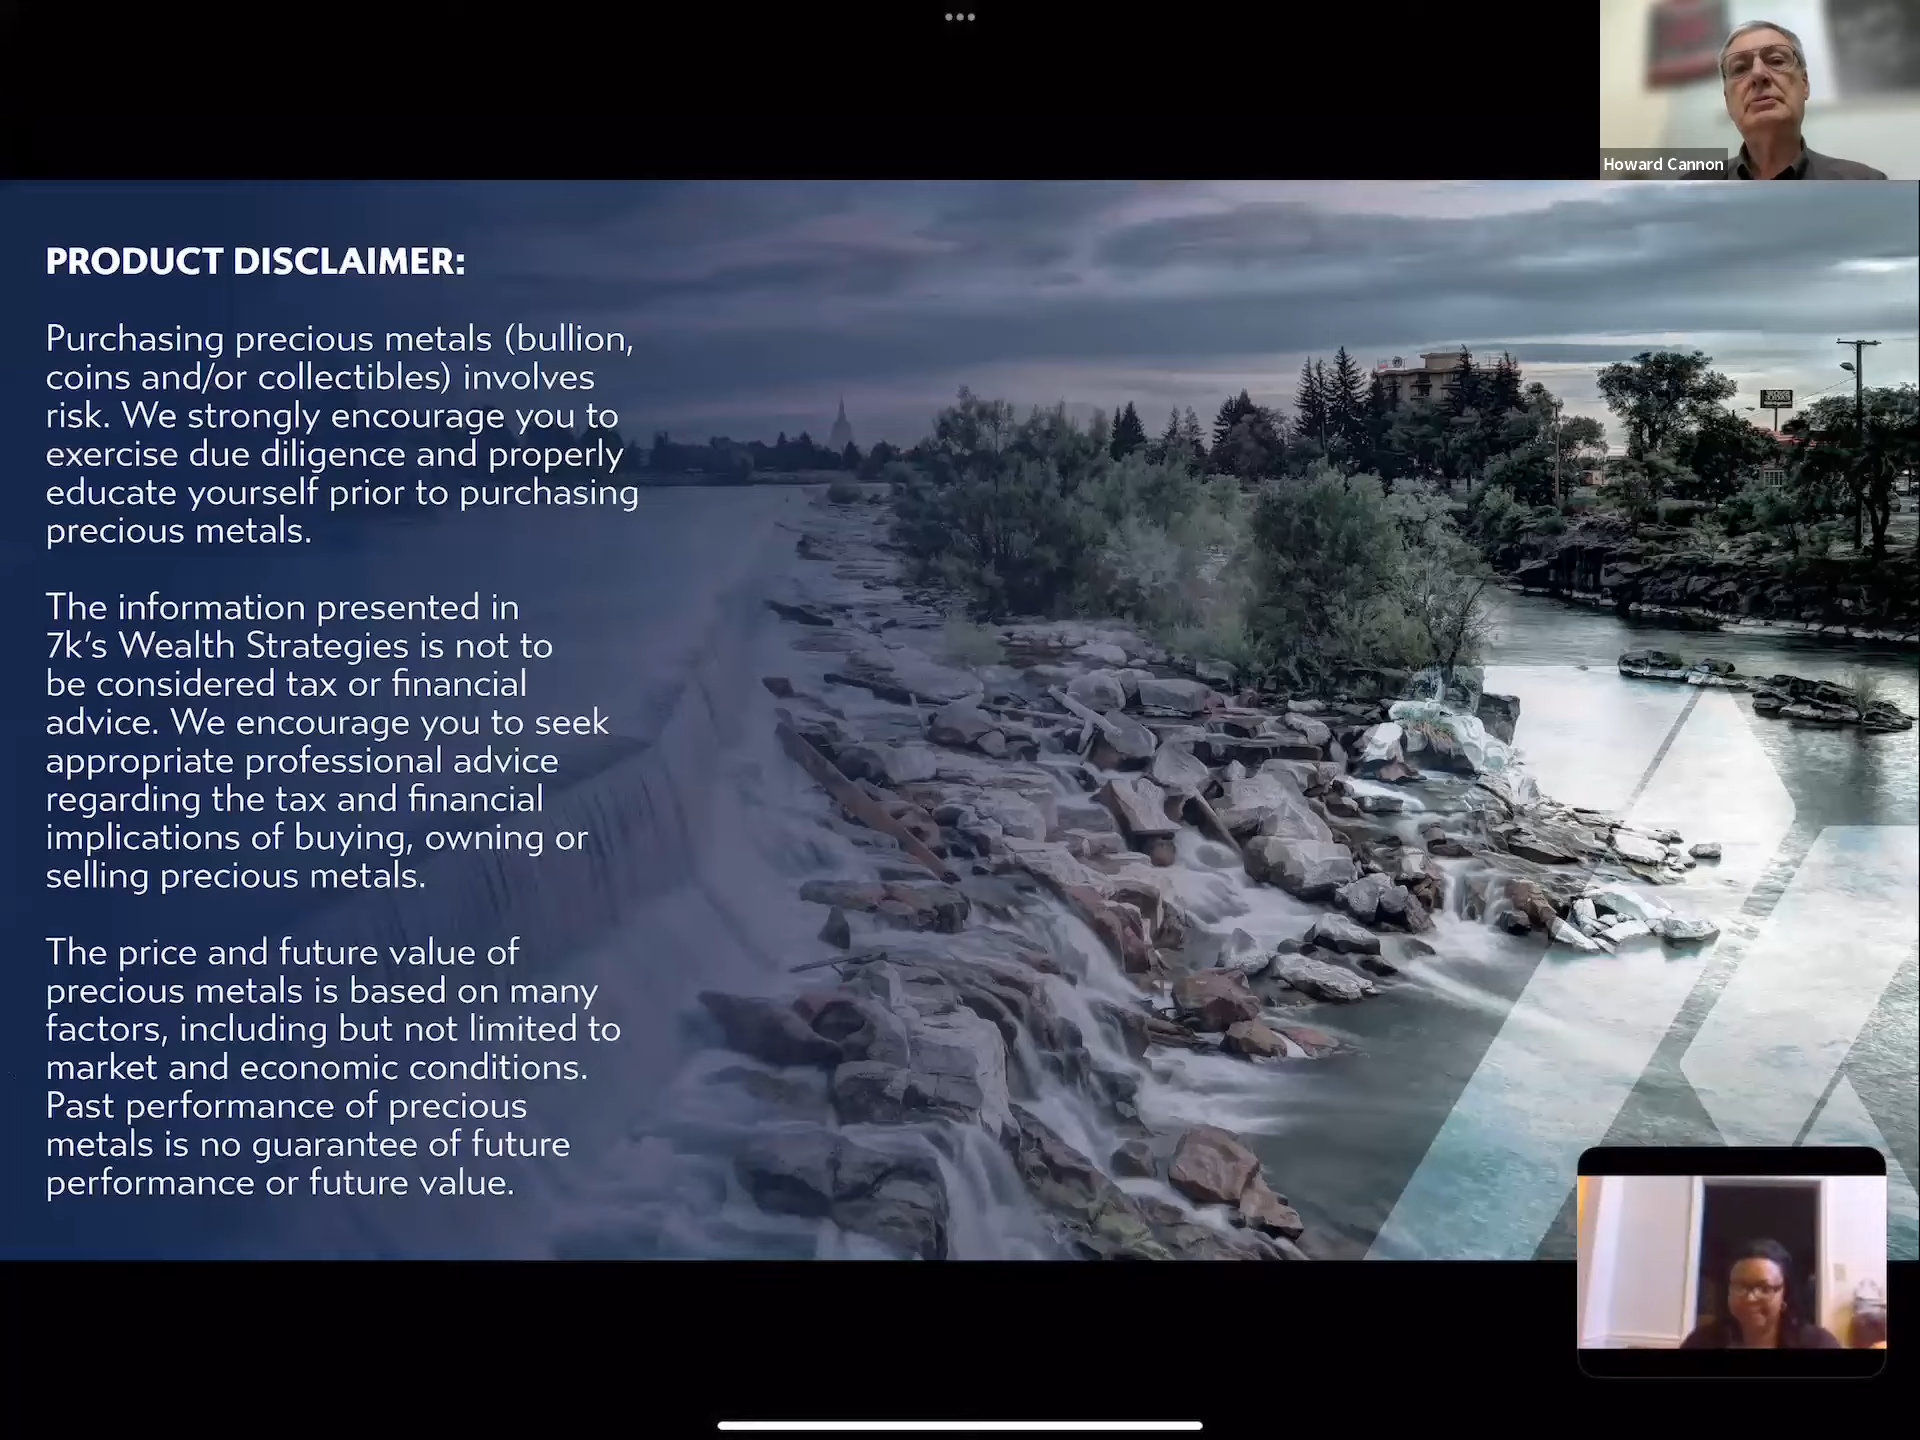 Howard Cannon
PRODUCT DISCLAIMER:
Purchasing precious metals (bullion,
coins and/or collectibles) involves
risk. We strongly encourage you to
exercise due diligence and properly
educate yourself prior to purchasing
precious metals.
The information presented in
7k’s Wealth Strategies is not to
be considered tax or financial
advice. We encourage you to seek
appropriate professional advice
regarding the tax and financial
implications of buying, owning or
selling precious metals.
The price and future value of
precious metals is based on many
factors, including but not limited to
market and economic conditions.
Past performance of precious
metals is no guarantee of future
performance or future value.